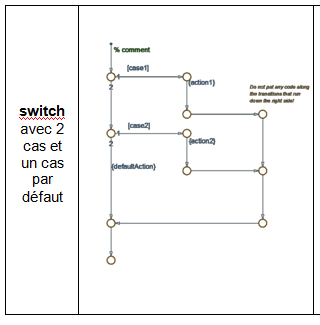 switch
avec 2
cas et
un cas
par
défaut
% comment
[case1]
2
{action1}
Do not put any code along
the transitions that run
down the right side!
[case2]
2
{action2}
{defaultAction}